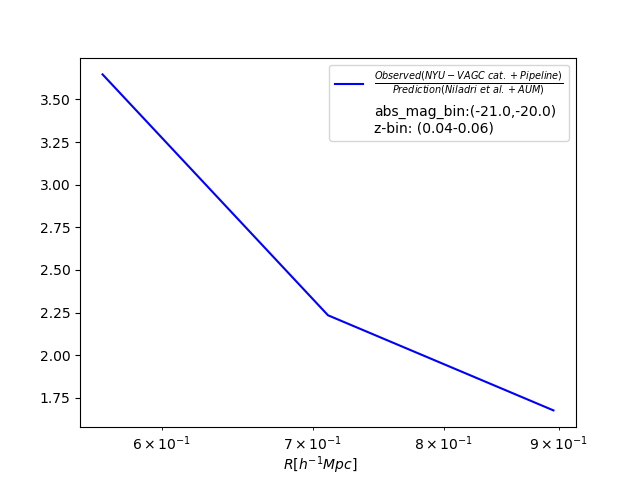 Observed(NYU − VAGC cat. + Pipeline)
Prediction(Niladri et al. + AUM)
abs_mag_bin:(-21.0,-20.0)
z-bin: (0.04-0.06)
3.50
3.25
3.00
2.75
2.50
2.25
2.00
1.75
6 × 10⁻¹ 7 × 10⁻¹ 8 × 10⁻¹ 9 × 10⁻¹
R[h⁻¹Mpc]